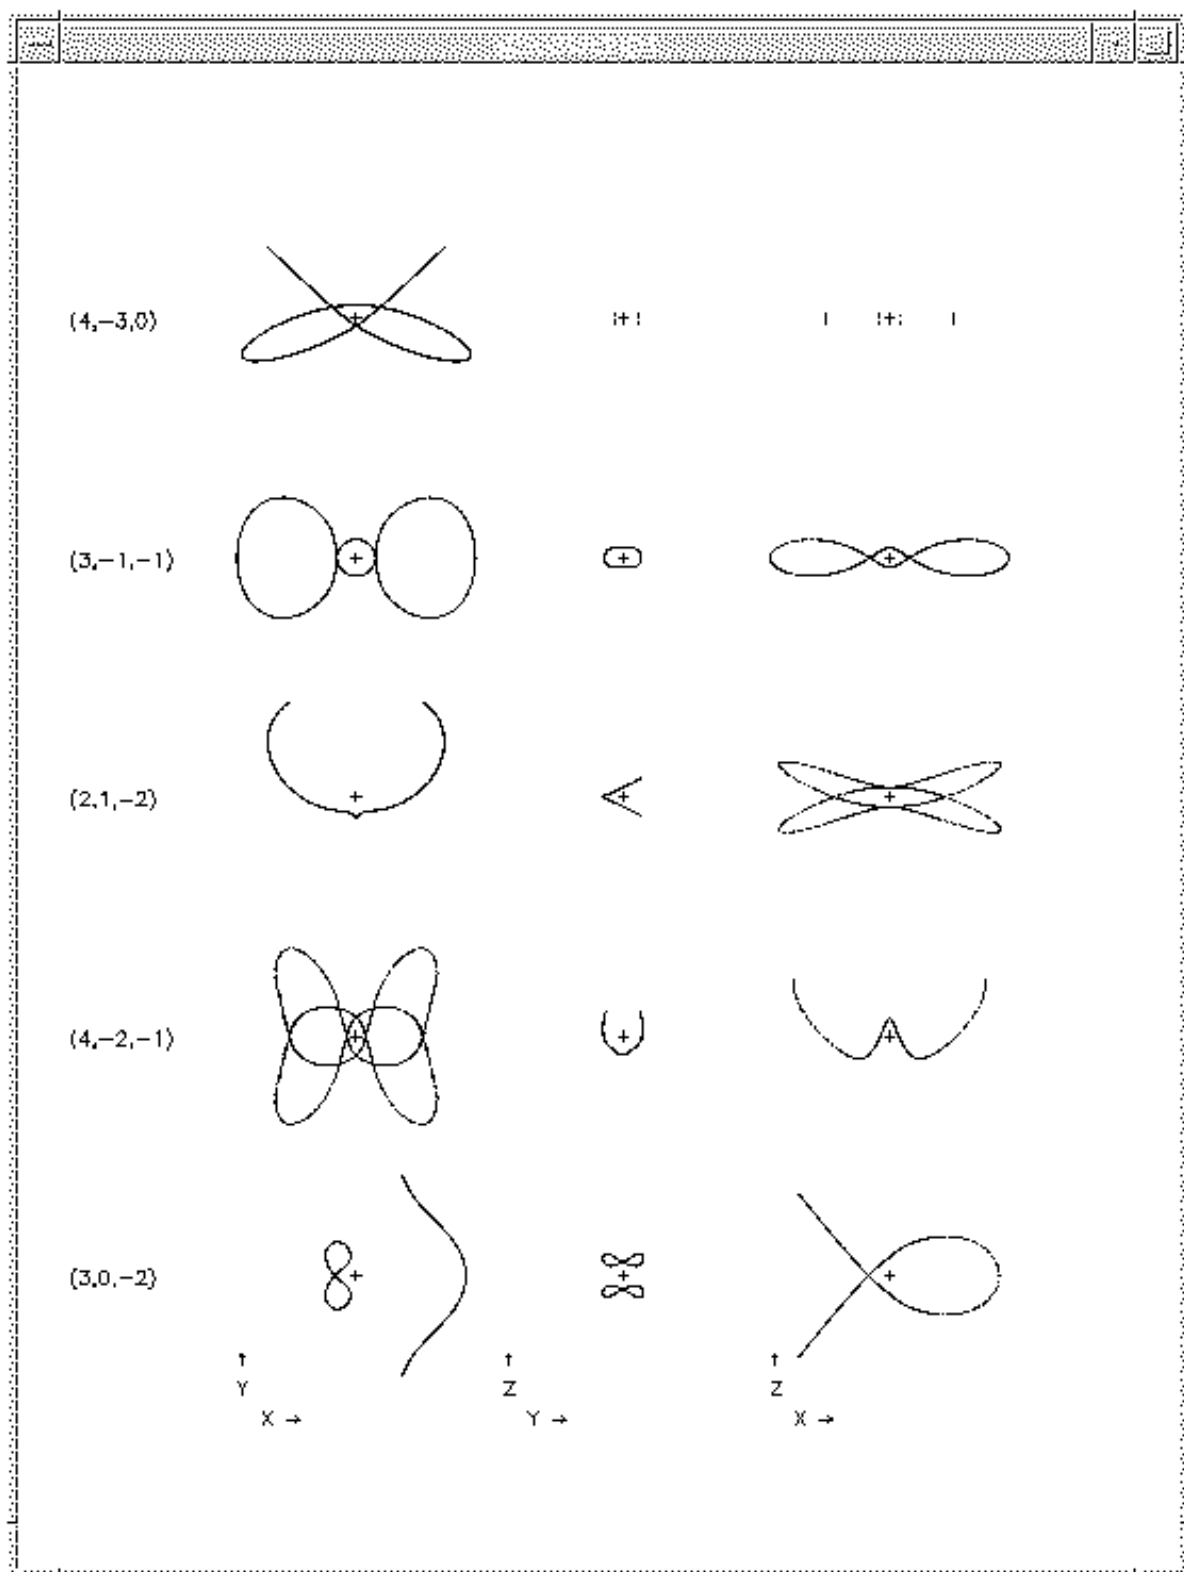 (4,-3,0)
(3,-1,-1)
(2,1,-2)
(4,-2,-1)
(3,0,-2)
↑ ↑ ↑
Y Z Z
X → Y → X →